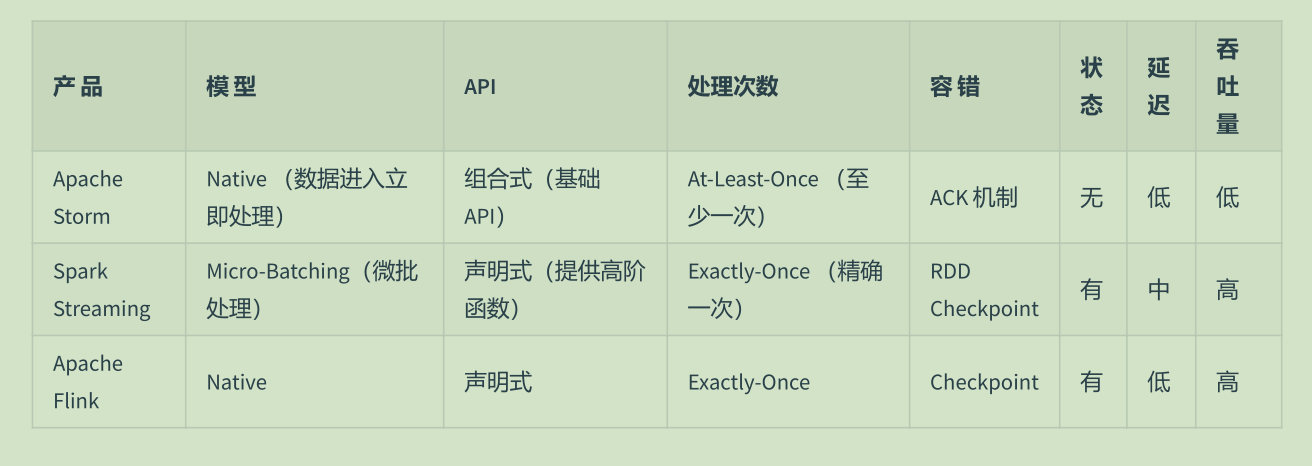 产品 模型 API 处理次数 容错 状态 延迟 吞吐量
Apache Storm Native （数据进入立即处理） 组合式（基础 API） At-Least-Once （至少一次） ACK 机制 无 低 低
Spark Streaming Micro-Batching（微批处理） 声明式（提供高阶函数） Exactly-Once （精确一次） RDD Checkpoint 有 中 高
Apache Flink Native 声明式 Exactly-Once Checkpoint 有 低 高